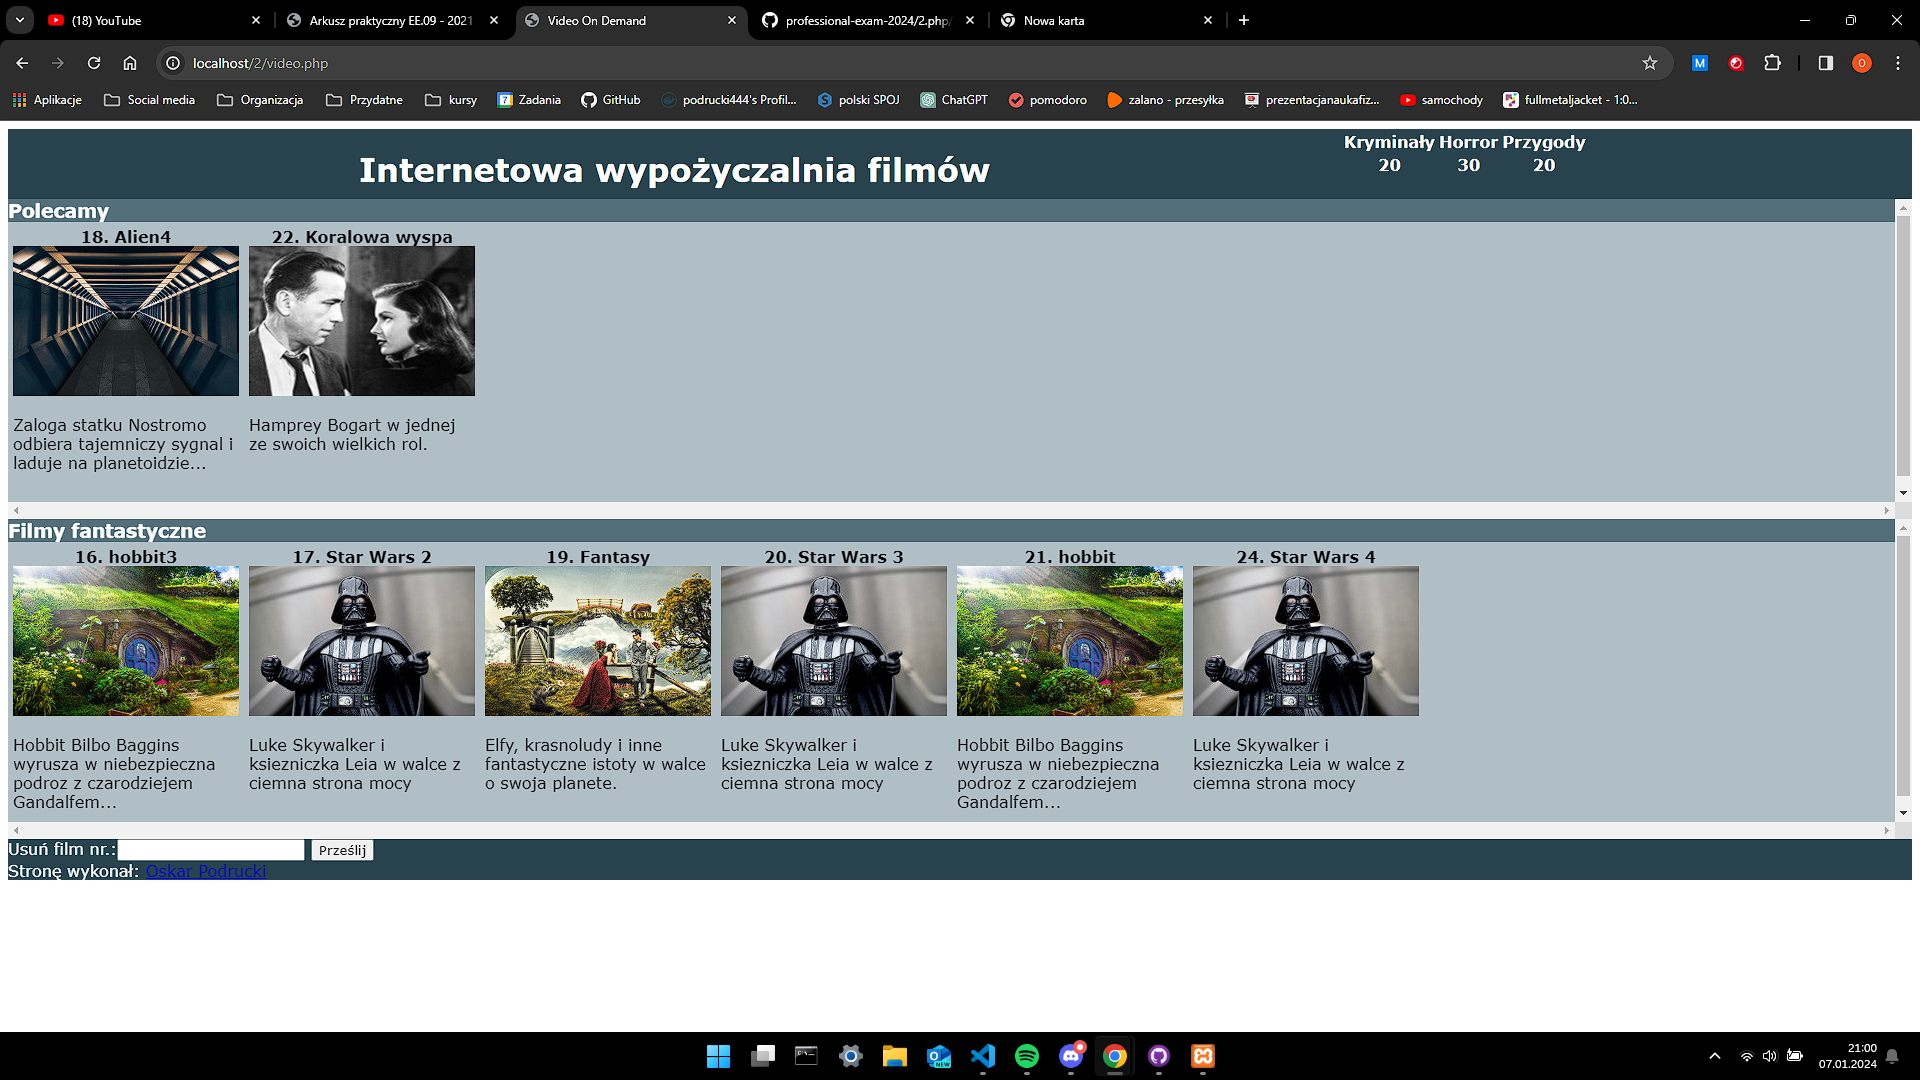 (18) YouTube
Arkusz praktyczny EE.09 - 2021
Video On Demand
professional-exam-2024/2.php/
Nowa karta
localhost/2/video.php
M
O
Aplikacje
Social media
Organizacja
Przydatne
kursy
7
Zadania
GitHub
podrucki444's Profil...
S
polski SPOJ
ChatGPT
pomodoro
zalano - przesyłka
prezentacjanaukafiz...
samochody
fullmetaljacket - 1:0...
Internetowa wypożyczalnia filmów
Kryminały Horror Przygody
20 30 20
Polecamy
18. Alien4
22. Koralowa wyspa
Zaloga statku Nostromo
odbiera tajemniczy sygnal i
laduje na planetoidzie...
Hamprey Bogart w jednej
ze swoich wielkich rol.
Filmy fantastyczne
16. hobbit3
17. Star Wars 2
19. Fantasy
20. Star Wars 3
21. hobbit
24. Star Wars 4
Hobbit Bilbo Baggins
wyrusza w niebezpieczna
podroz z czarodziejem
Gandalfem...
Luke Skywalker i
ksiezniczka Leia w walce z
ciemna strona mocy
Elfy, krasnoludy i inne
fantastyczne istoty w walce
o swoja planete.
Luke Skywalker i
ksiezniczka Leia w walce z
ciemna strona mocy
Hobbit Bilbo Baggins
wyrusza w niebezpieczna
podroz z czarodziejem
Gandalfem...
Luke Skywalker i
ksiezniczka Leia w walce z
ciemna strona mocy
Usuń film nr.:
Prześlij
Stronę wykonał: Oskar Podrucki
NEW
21:00
07.01.2024